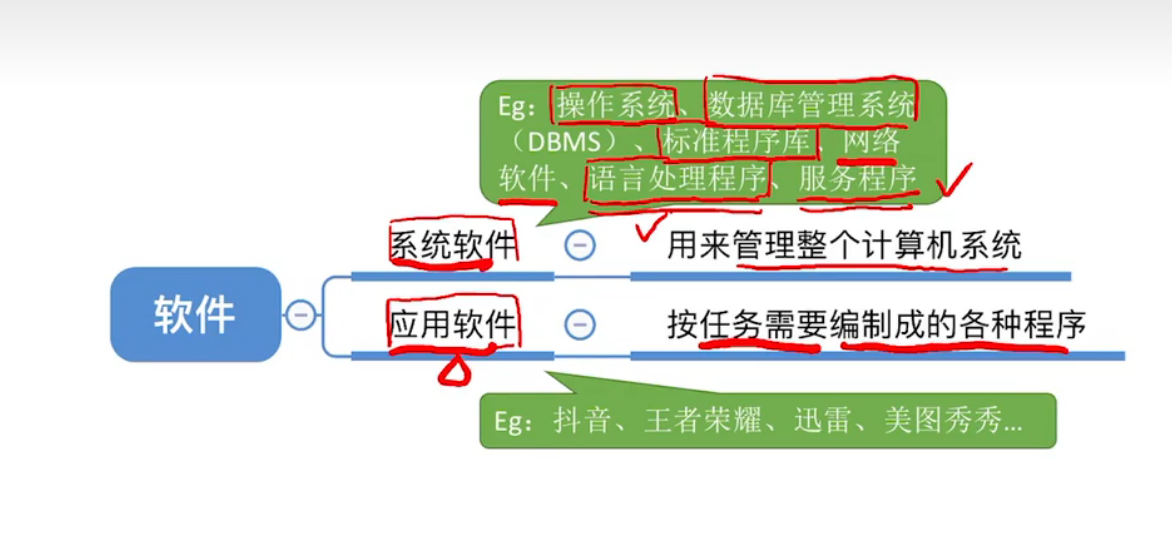 Eg：操作系统、数据库管理系统
（DBMS）、标准程序库、网络
软件、语言处理程序、服务程序
系统软件
用来管理整个计算机系统
软件
应用软件
按任务需要编制成的各种程序
Eg：抖音、王者荣耀、迅雷、美图秀秀...